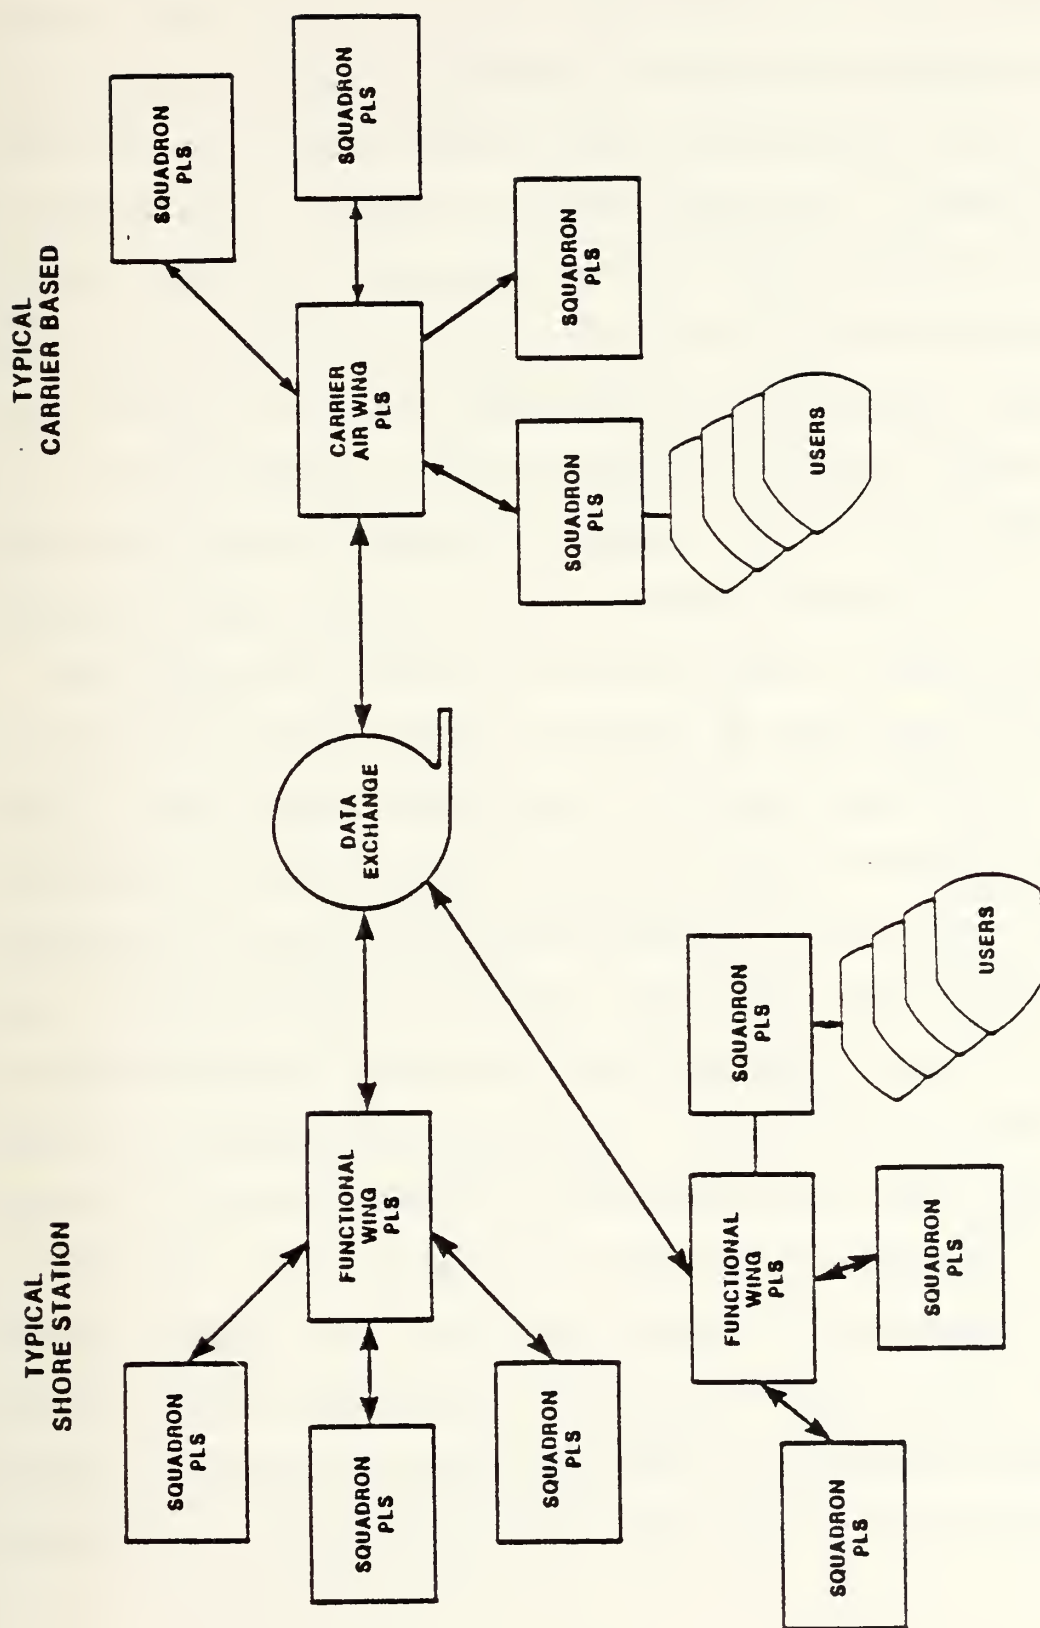 TYPICAL
SHORE STATION
TYPICAL
CARRIER BASED
SQUADRON
PLS
SQUADRON
PLS
SQUADRON
PLS
FUNCTIONAL
WING
PLS
DATA
EXCHANGE
CARRIER
AIR WING
PLS
SQUADRON
PLS
SQUADRON
PLS
SQUADRON
PLS
SQUADRON
PLS
USERS
SQUADRON
PLS
FUNCTIONAL
WING
PLS
SQUADRON
PLS
SQUADRON
PLS
USERS